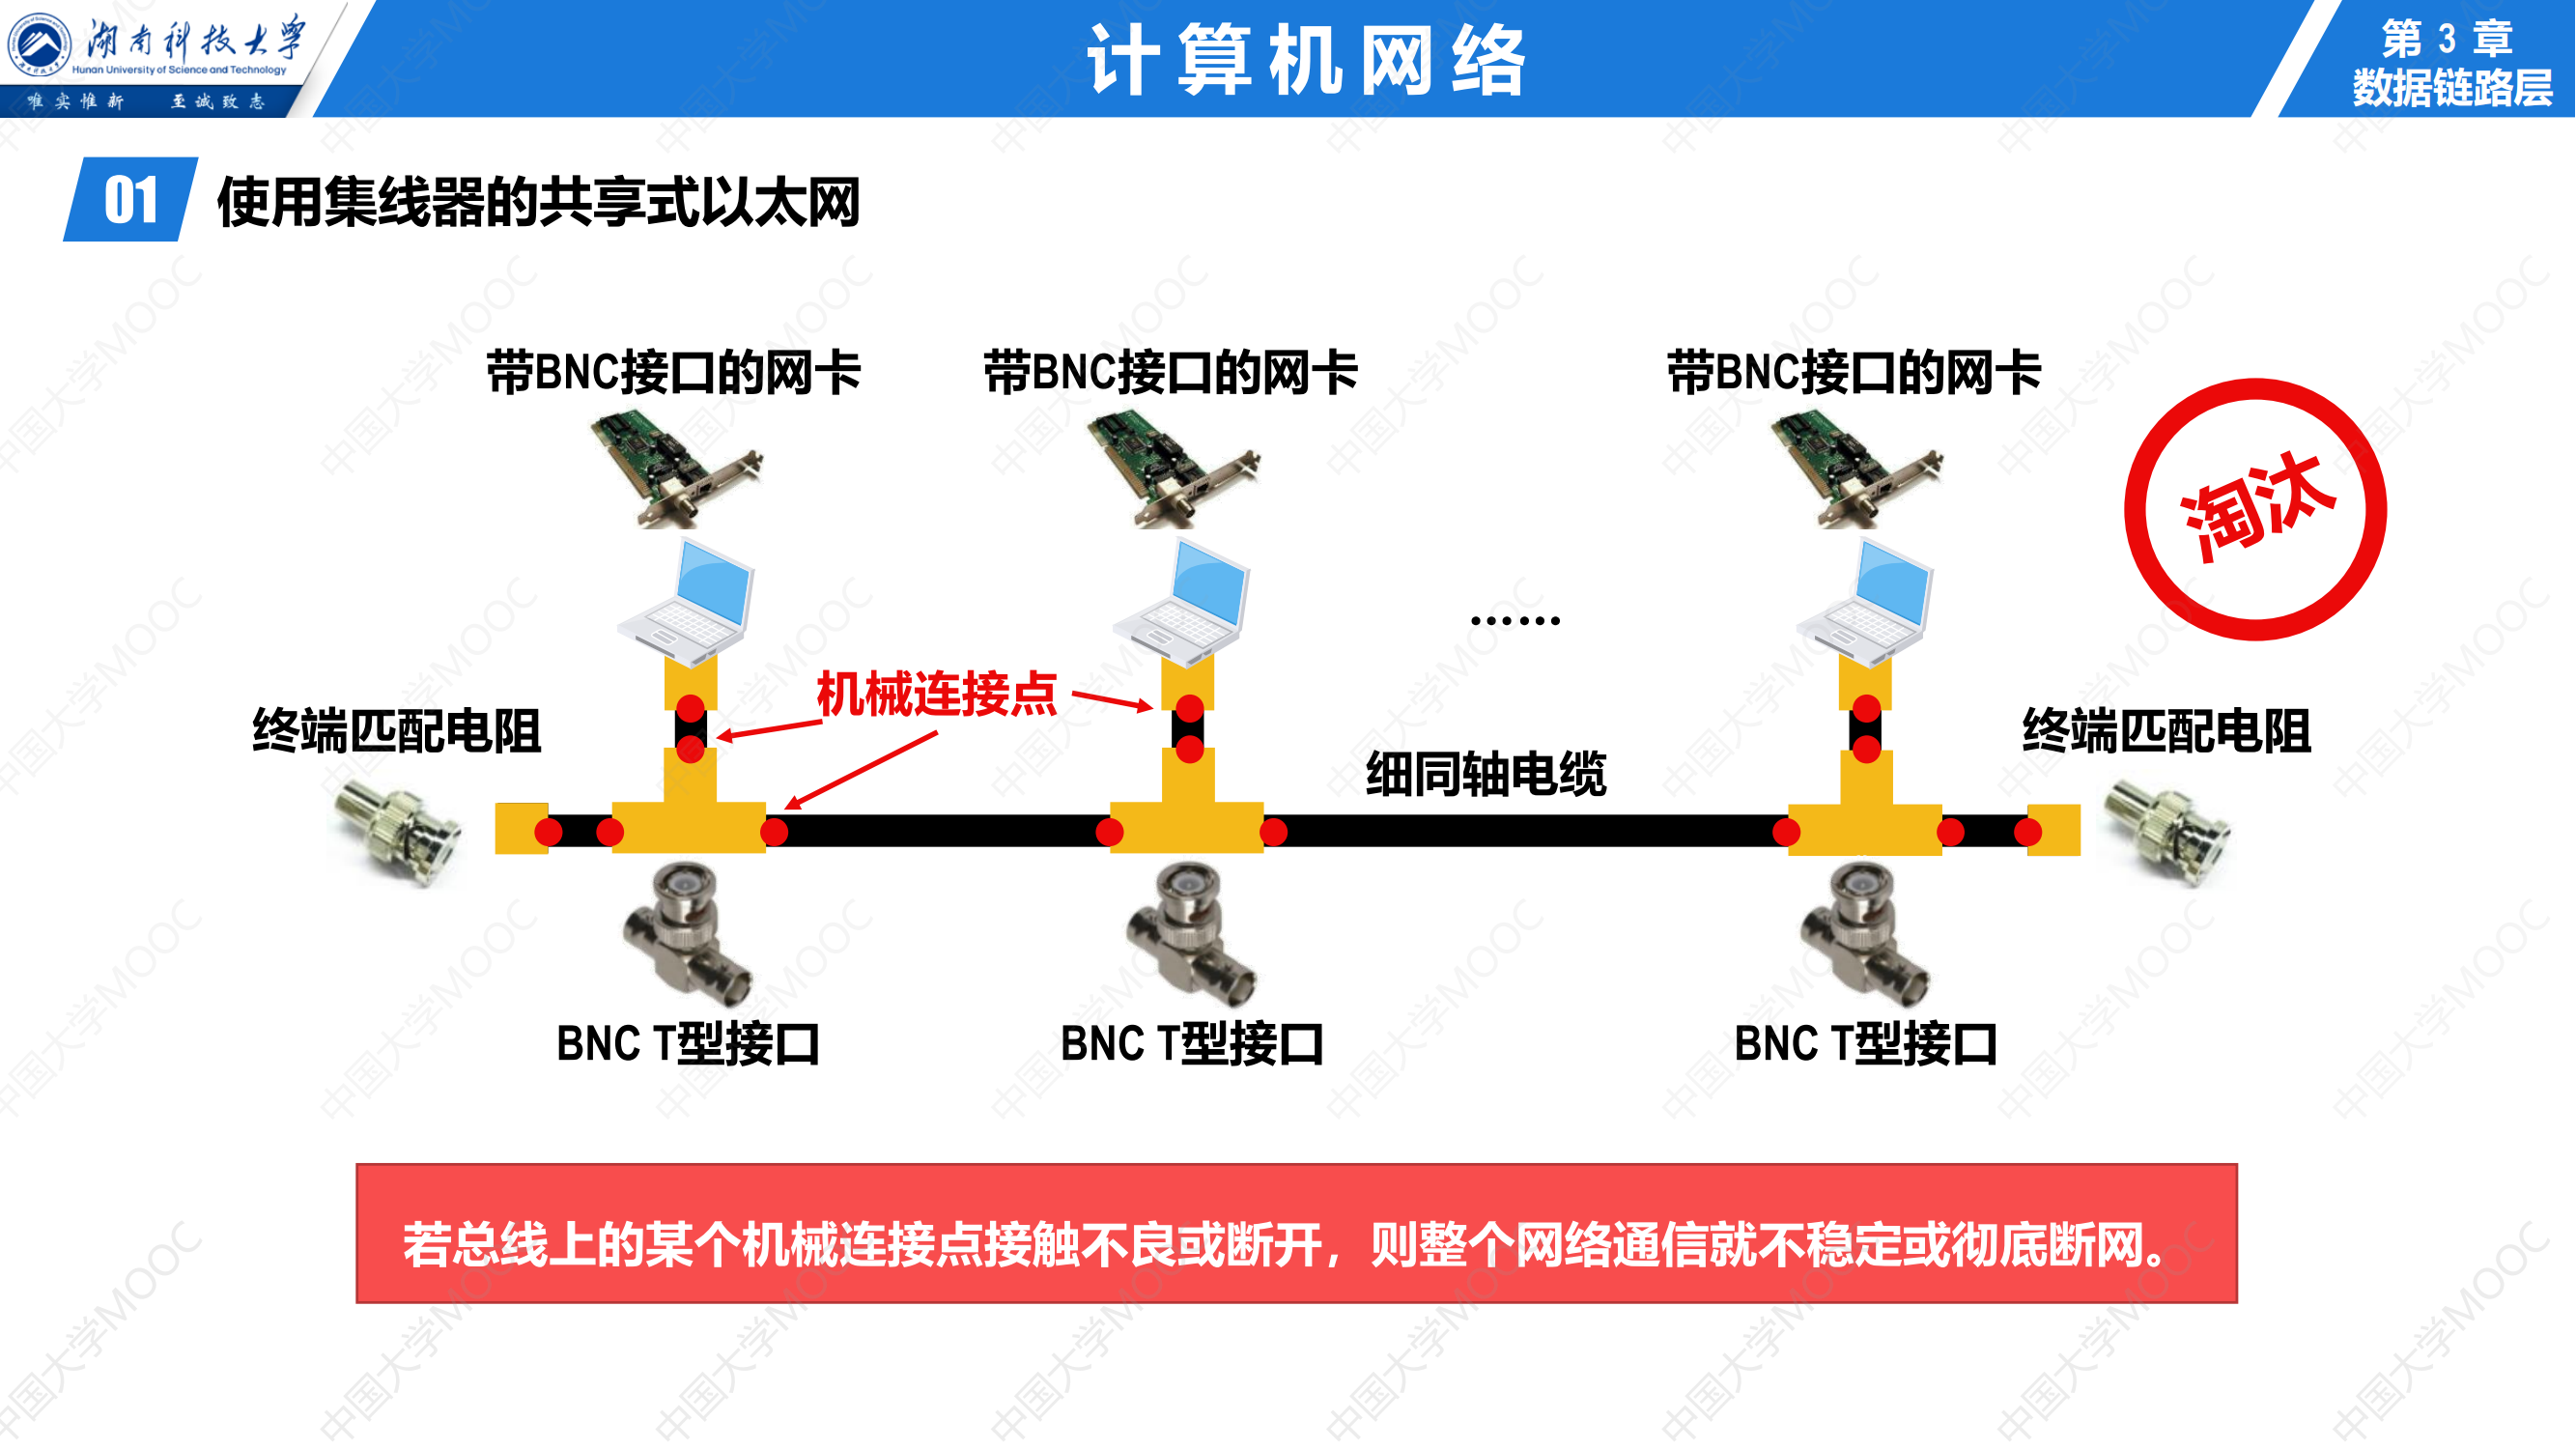 湖南科技大学
Hunan University of Science and Technology
唯实惟新 至诚致志
计算机网络
第 3 章
数据链路层
01 使用集线器的共享式以太网
带BNC接口的网卡 带BNC接口的网卡 带BNC接口的网卡
淘汰
……
机械连接点
终端匹配电阻 终端匹配电阻
细同轴电缆
BNC T型接口 BNC T型接口 BNC T型接口
若总线上的某个机械连接点接触不良或断开，则整个网络通信就不稳定或彻底断网。
中国大学MOOC